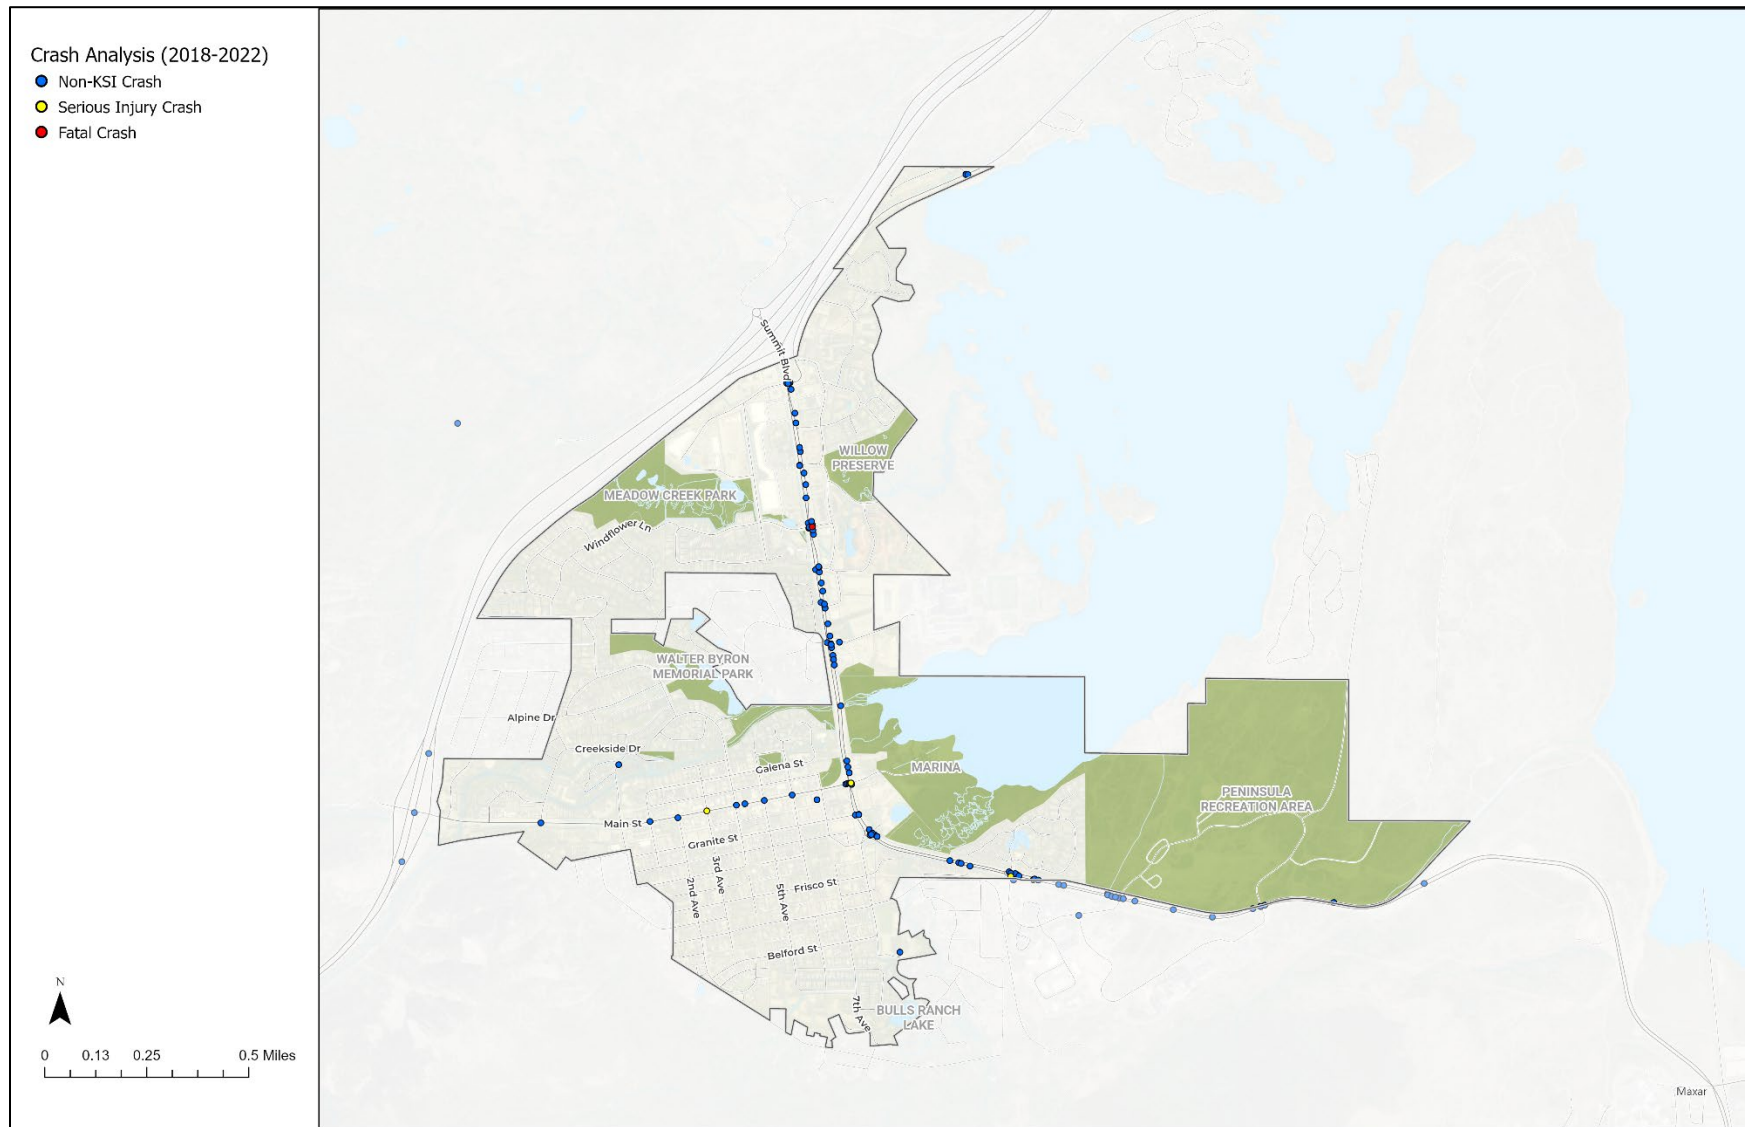 Crash Analysis (2018-2022)
Non-KSI Crash
Serious Injury Crash
Fatal Crash
Summit Blvd
WILLOW
PRESERVE
MEADOW CREEK PARK
Windflower Ln
WALTER BYRON
MEMORIAL PARK
Alpine Dr
Creekside Dr
Galena St
MARINA
PENINSULA
RECREATION AREA
Main St
Granite St
3rd Ave
2nd Ave
5th Ave
Frisco St
Belford St
7th Ave
BULLS RANCH
LAKE
N
0 0.13 0.25 0.5 Miles
Maxar